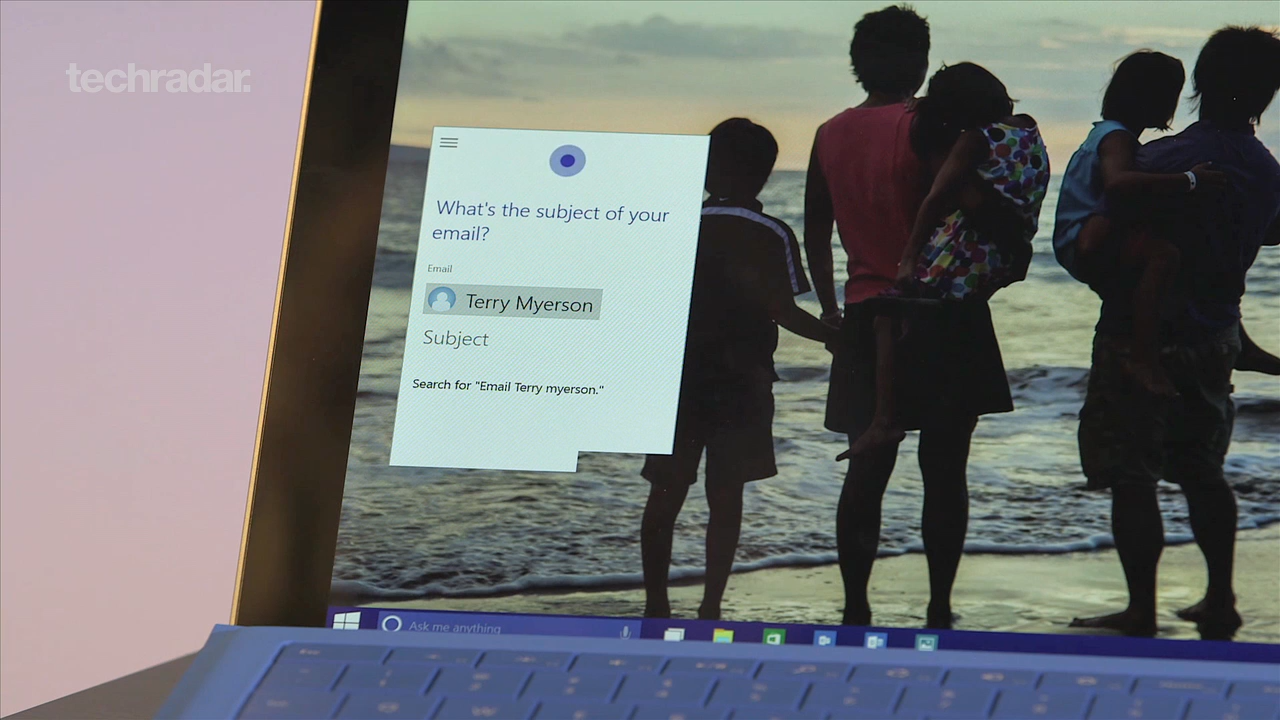 techradar.
What's the subject of your
email?
Email
Terry Myerson
Subject
Search for "Email Terry myerson."
Ask me anything